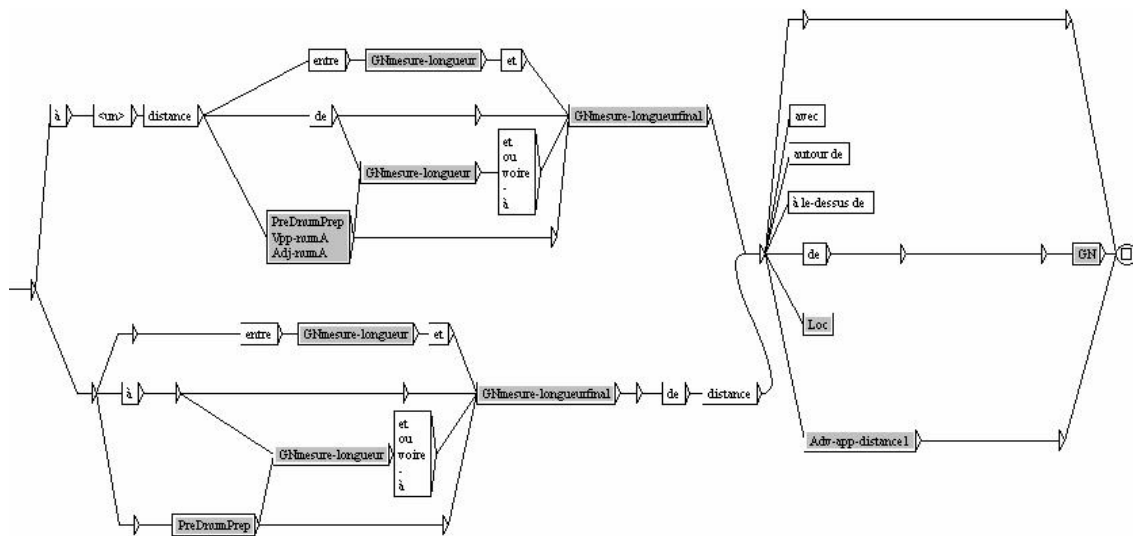 entre GNmesure-longueur et
à <un> distance de GNmesure-longueurfinal
GNmesure-longueur
et
ou
voire
-
à
PreDnumPrep
Vpp-numA
Adj-numA
entre GNmesure-longueur et
à GNmesure-longueurfinal de distance
GNmesure-longueur
et
ou
voire
-
à
PreDnumPrep
avec
autour de
à le-dessus de
de GN
Loc
Adv-app-distance1